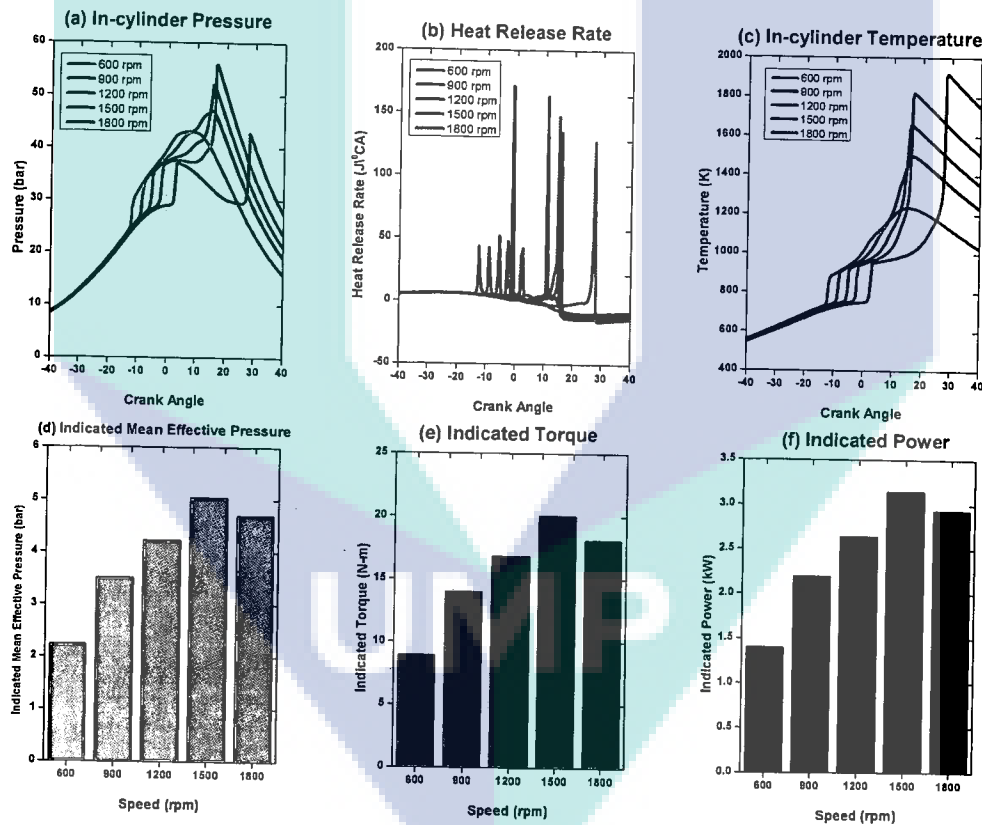 (a) In-cylinder Pressure
60
50
40
30
20
10
0
Pressure (bar)
600 rpm
900 rpm
1200 rpm
1500 rpm
1800 rpm
-40 -30 -20 -10 0 10 20 30 40
Crank Angle
(b) Heat Release Rate
200
150
100
50
0
-50
Heat Release Rate (J/⁰CA)
600 rpm
900 rpm
1200 rpm
1500 rpm
1800 rpm
-40 -30 -20 -10 0 10 20 30 40
Crank Angle
(c) In-cylinder Temperature
2000
1800
1600
1400
1200
1000
800
600
400
Temperature (K)
600 rpm
900 rpm
1200 rpm
1500 rpm
1800 rpm
-40 -30 -20 -10 0 10 20 30 40
Crank Angle
(d) Indicated Mean Effective Pressure
6
5
4
3
2
1
0
Indicated Mean Effective Pressure (bar)
600 900 1200 1500 1800
Speed (rpm)
(e) Indicated Torque
25
20
15
10
5
0
Indicated Torque (N-m)
600 900 1200 1500 1800
Speed (rpm)
(f) Indicated Power
3.5
3.0
2.5
2.0
1.5
1.0
0.5
0.0
Indicated Power (kW)
600 900 1200 1500 1800
Speed (rpm)
UMP